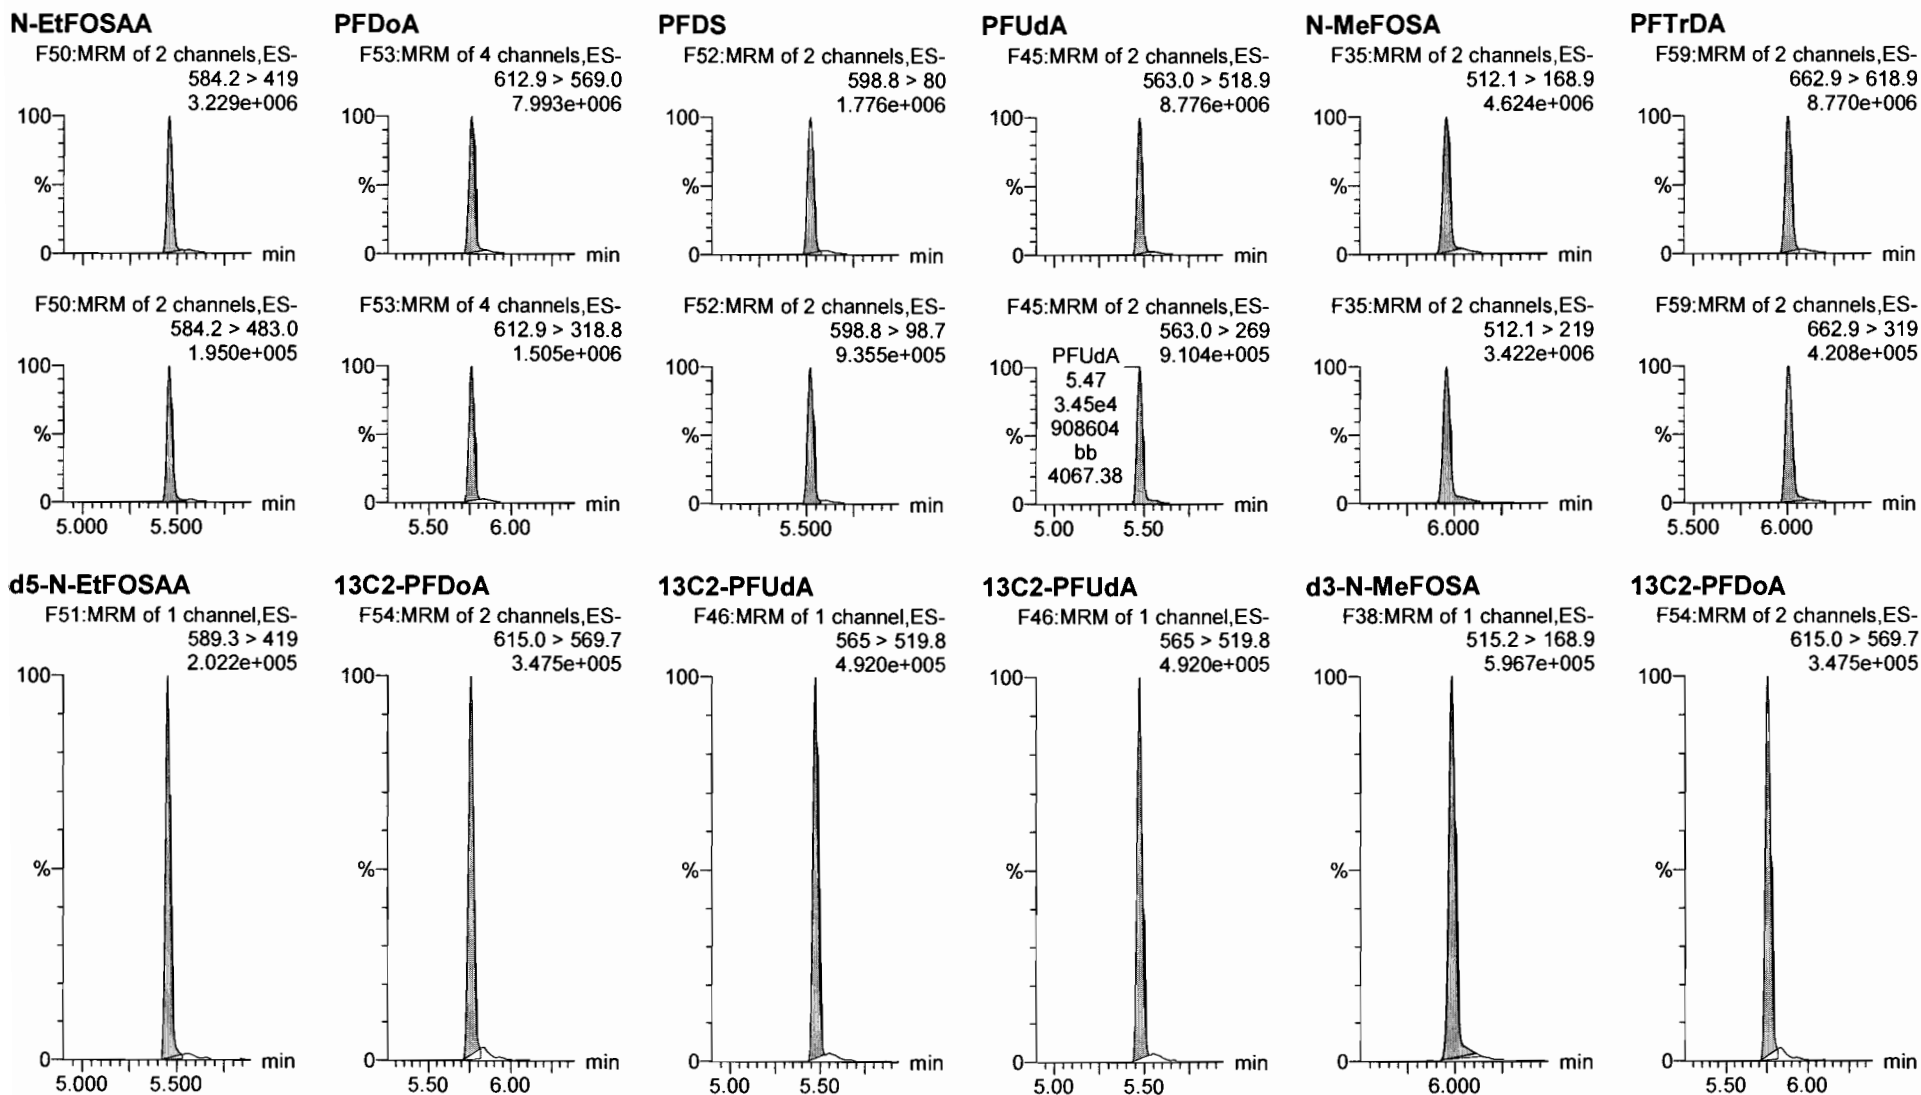 N-EtFOSAA
F50:MRM of 2 channels,ES-
584.2 > 419
3.229e+006
100
%
0
min
F50:MRM of 2 channels,ES-
584.2 > 483.0
1.950e+005
100
%
0
min
5.000 5.500
d5-N-EtFOSAA
F51:MRM of 1 channel,ES-
589.3 > 419
2.022e+005
100
%
0
min
5.000 5.500
PFDoA
F53:MRM of 4 channels,ES-
612.9 > 569.0
7.993e+006
100
%
0
min
F53:MRM of 4 channels,ES-
612.9 > 318.8
1.505e+006
100
%
0
min
5.50 6.00
13C2-PFDoA
F54:MRM of 2 channels,ES-
615.0 > 569.7
3.475e+005
100
%
0
min
5.50 6.00
PFDS
F52:MRM of 2 channels,ES-
598.8 > 80
1.776e+006
100
%
0
min
F52:MRM of 2 channels,ES-
598.8 > 98.7
9.355e+005
100
%
0
min
5.500
13C2-PFUdA
F46:MRM of 1 channel,ES-
565 > 519.8
4.920e+005
100
%
0
min
5.00 5.50
PFUdA
F45:MRM of 2 channels,ES-
563.0 > 518.9
8.776e+006
100
%
0
min
F45:MRM of 2 channels,ES-
563.0 > 269
9.104e+005
PFUdA
5.47
3.45e4
908604
bb
4067.38
100
%
0
min
5.00 5.50
13C2-PFUdA
F46:MRM of 1 channel,ES-
565 > 519.8
4.920e+005
100
%
0
min
5.00 5.50
N-MeFOSA
F35:MRM of 2 channels,ES-
512.1 > 168.9
4.624e+006
100
%
0
min
F35:MRM of 2 channels,ES-
512.1 > 219
3.422e+006
100
%
0
min
6.000
d3-N-MeFOSA
F38:MRM of 1 channel,ES-
515.2 > 168.9
5.967e+005
100
%
0
min
6.000
PFTrDA
F59:MRM of 2 channels,ES-
662.9 > 618.9
8.770e+006
100
%
0
min
F59:MRM of 2 channels,ES-
662.9 > 319
4.208e+005
100
%
0
min
5.500 6.000
13C2-PFDoA
F54:MRM of 2 channels,ES-
615.0 > 569.7
3.475e+005
100
%
0
min
5.50 6.00